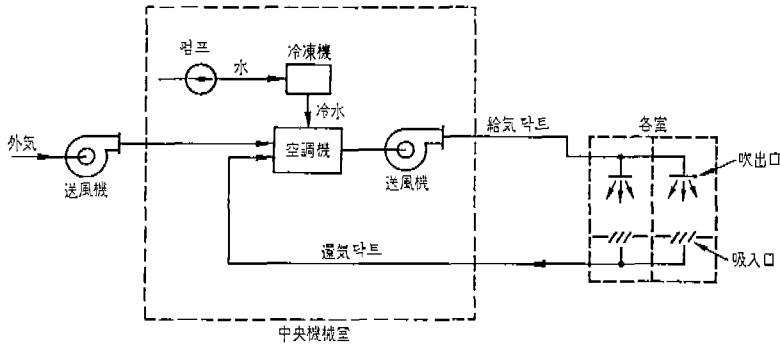 펌프
水
冷凍機
冷水
外気
送風機
空調機
送風機
給気 닥트
各室
吹出口
還気 닥트
吸入口
中央機械室